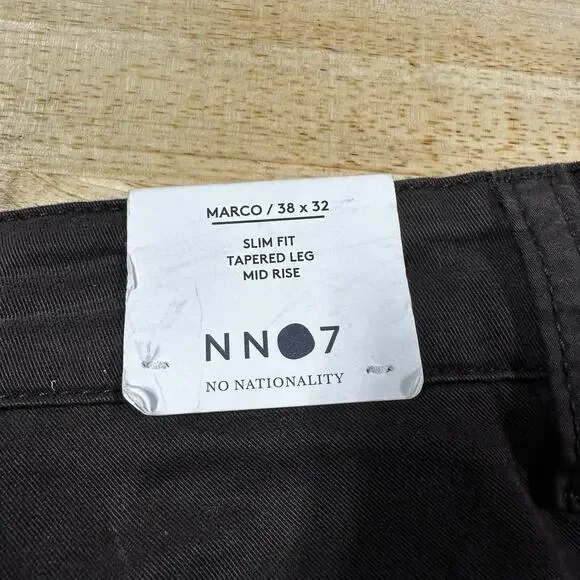 MARCO / 38 x 32
SLIM FIT
TAPERED LEG
MID RISE
NN●7
NO NATIONALITY